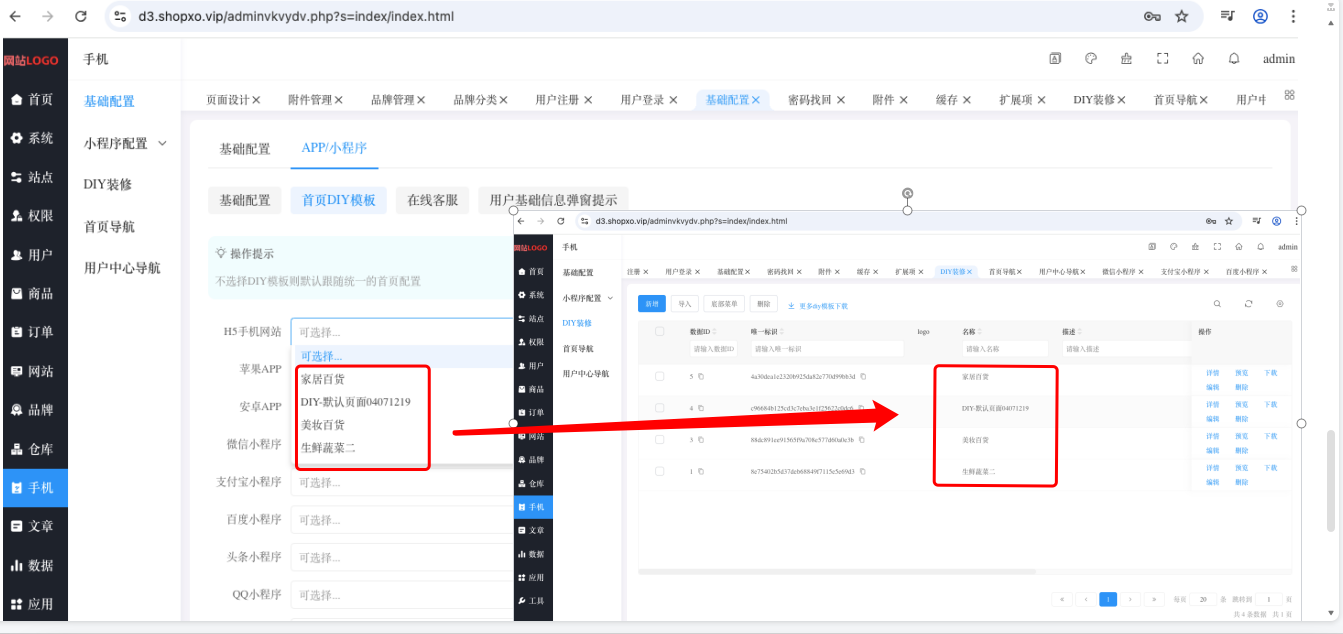 d3.shopxo.vip/adminvkvydv.php?s=index/index.html
网站LOGO
手机
admin
首页
系统
站点
权限
用户
商品
订单
网站
品牌
仓库
手机
文章
数据
应用
基础配置
小程序配置
DIY装修
首页导航
用户中心导航
页面设计 附件管理 品牌管理 品牌分类 用户注册 用户登录 基础配置 密码找回 附件 缓存 扩展项 DIY装修 首页导航 用户中
基础配置 APP/小程序
基础配置 首页DIY模板 在线客服 用户基础信息弹窗提示
操作提示
不选择DIY模板则默认跟随统一的首页配置
H5手机网站 可选择...
可选择...
家居百货
DIY-默认页面04071219
美妆百货
生鲜蔬菜二
苹果APP
安卓APP
微信小程序
支付宝小程序 可选择...
百度小程序 可选择...
头条小程序 可选择...
QQ小程序 可选择...
d3.shopxo.vip/adminvkvydv.php?s=index/index.html
网站LOGO
手机
admin
首页
系统
站点
权限
用户
商品
订单
网站
品牌
仓库
手机
文章
数据
应用
工具
基础配置
小程序配置
DIY装修
首页导航
用户中心导航
注册 用户登录 基础配置 密码找回 附件 缓存 扩展项 DIY装修 首页导航 用户中心导航 微信小程序 支付宝小程序 百度小程序
新增 导入 底部菜单 删除 更多diy模板下载
数据ID 唯一标识 logo 名称 描述 操作
请输入数据ID 请输入唯一标识 请输入名称 请输入描述
5 家居百货 详情 预览 下载
编辑 删除
4 DIY-默认页面04071219 详情 预览 下载
编辑 删除
3 美妆百货 详情 预览 下载
编辑 删除
1 生鲜蔬菜二 详情 预览 下载
编辑 删除
« ‹ 1 › » 每页 20 条 跳转到 1 页
共 4 条数据 共 1 页